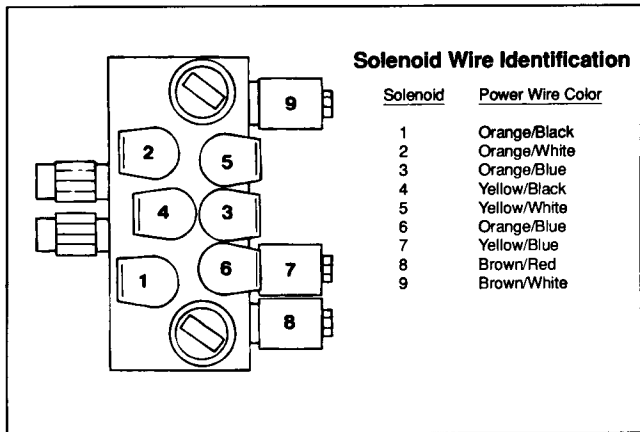 Solenoid Wire Identification
Solenoid Power Wire Color
1 Orange/Black
2 Orange/White
3 Orange/Blue
4 Yellow/Black
5 Yellow/White
6 Orange/Blue
7 Yellow/Blue
8 Brown/Red
9 Brown/White
9
2
5
4
3
6
7
1
8